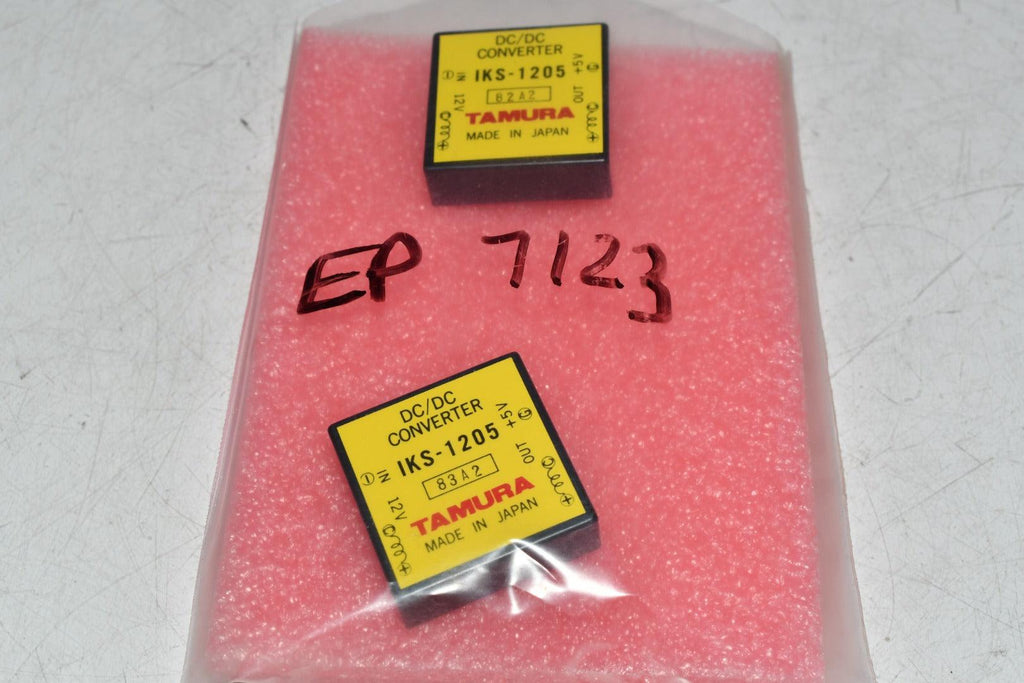 DC/DC
CONVERTER
IKS-1205
82A2
TAMURA
MADE IN JAPAN
IN 12V
+5V OUT
EP 7123
DC/DC
CONVERTER
IKS-1205
83A2
TAMURA
MADE IN JAPAN
IN 12V
+5V OUT